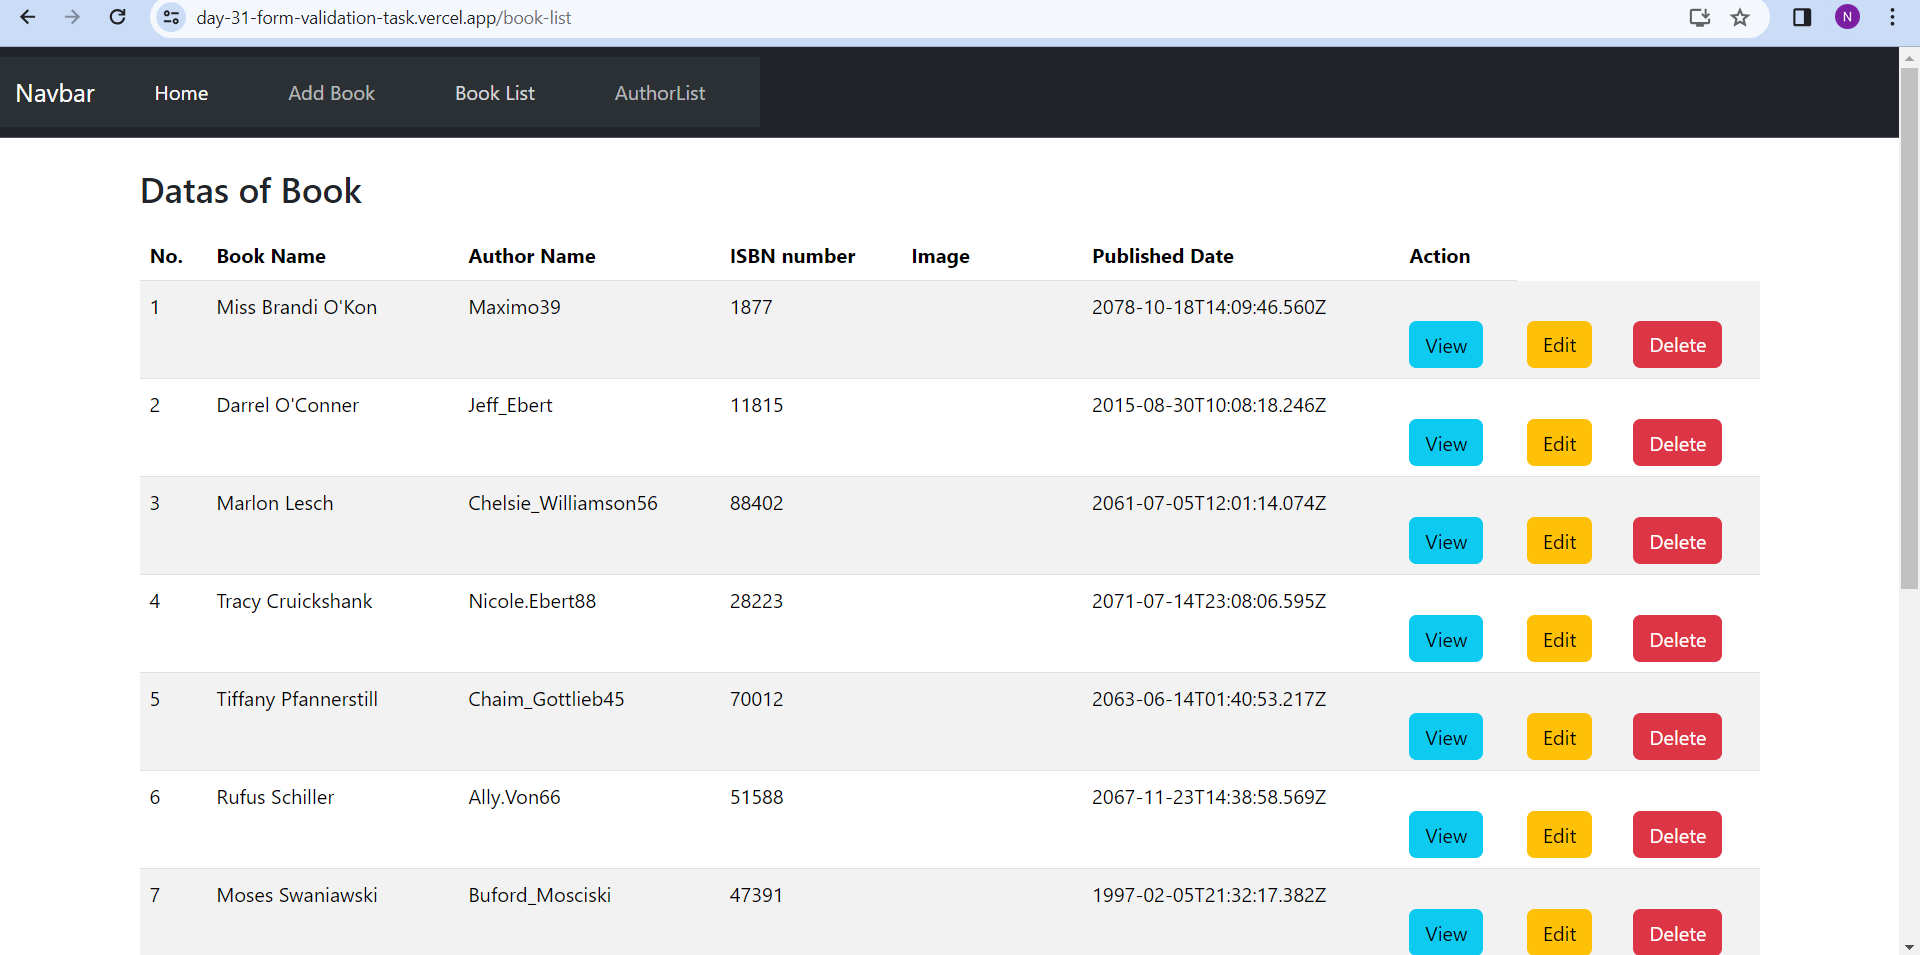 day-31-form-validation-task.vercel.app/book-list
N
Navbar Home Add Book Book List AuthorList
Datas of Book
No. Book Name Author Name ISBN number Image Published Date Action
1 Miss Brandi O'Kon Maximo39 1877 2078-10-18T14:09:46.560Z
View Edit Delete
2 Darrel O'Conner Jeff_Ebert 11815 2015-08-30T10:08:18.246Z
View Edit Delete
3 Marlon Lesch Chelsie_Williamson56 88402 2061-07-05T12:01:14.074Z
View Edit Delete
4 Tracy Cruickshank Nicole.Ebert88 28223 2071-07-14T23:08:06.595Z
View Edit Delete
5 Tiffany Pfannerstill Chaim_Gottlieb45 70012 2063-06-14T01:40:53.217Z
View Edit Delete
6 Rufus Schiller Ally.Von66 51588 2067-11-23T14:38:58.569Z
View Edit Delete
7 Moses Swaniawski Buford_Mosciski 47391 1997-02-05T21:32:17.382Z
View Edit Delete